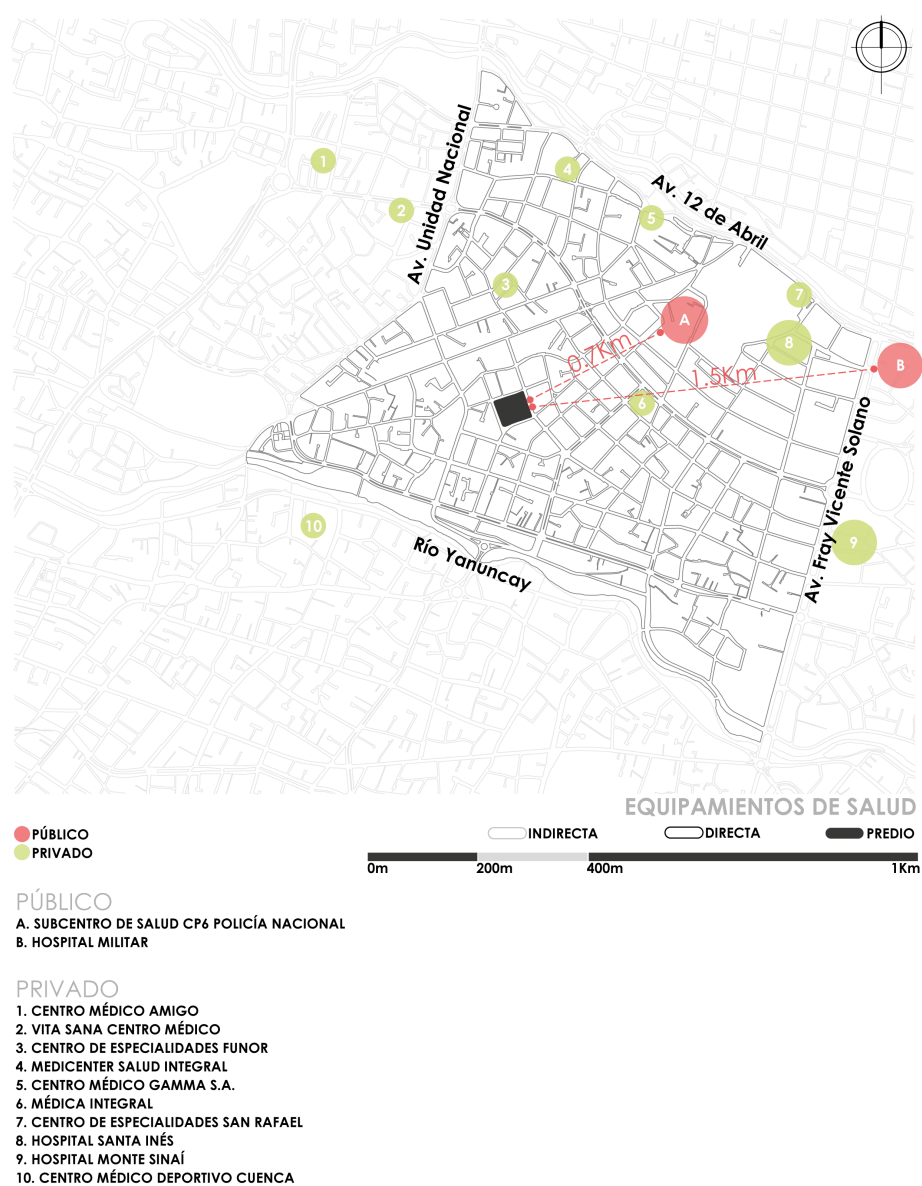 1
Av. Unidad Nacional
4
Av. 12 de Abril
2
5
3
7
A
8
0.7Km
B
1.5Km
6
Av. Fray Vicente Solano
10
9
Río Yanuncay
EQUIPAMIENTOS DE SALUD
PÚBLICO
PRIVADO
INDIRECTA
DIRECTA
PREDIO
0m
200m
400m
1Km
PÚBLICO
A. SUBCENTRO DE SALUD CP6 POLICÍA NACIONAL
B. HOSPITAL MILITAR
PRIVADO
1. CENTRO MÉDICO AMIGO
2. VITA SANA CENTRO MÉDICO
3. CENTRO DE ESPECIALIDADES FUNOR
4. MEDICENTER SALUD INTEGRAL
5. CENTRO MÉDICO GAMMA S.A.
6. MÉDICA INTEGRAL
7. CENTRO DE ESPECIALIDADES SAN RAFAEL
8. HOSPITAL SANTA INÉS
9. HOSPITAL MONTE SINAÍ
10. CENTRO MÉDICO DEPORTIVO CUENCA